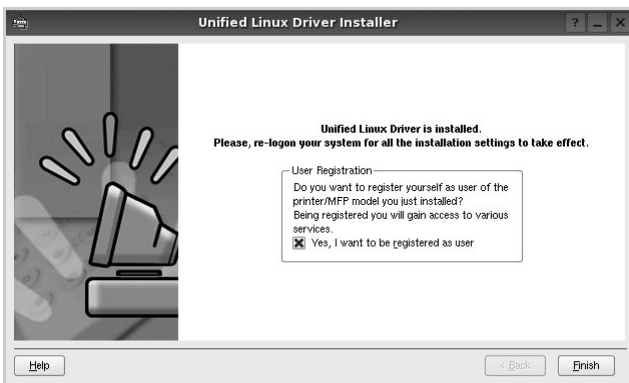 Unified Linux Driver Installer
? _ X
Unified Linux Driver is installed.
Please, re-logon your system for all the installation settings to take effect.
User Registration
Do you want to register yourself as user of the
printer/MFP model you just installed?
Being registered you will gain access to various
services.
Yes, I want to be registered as user
Help
< Back
Finish